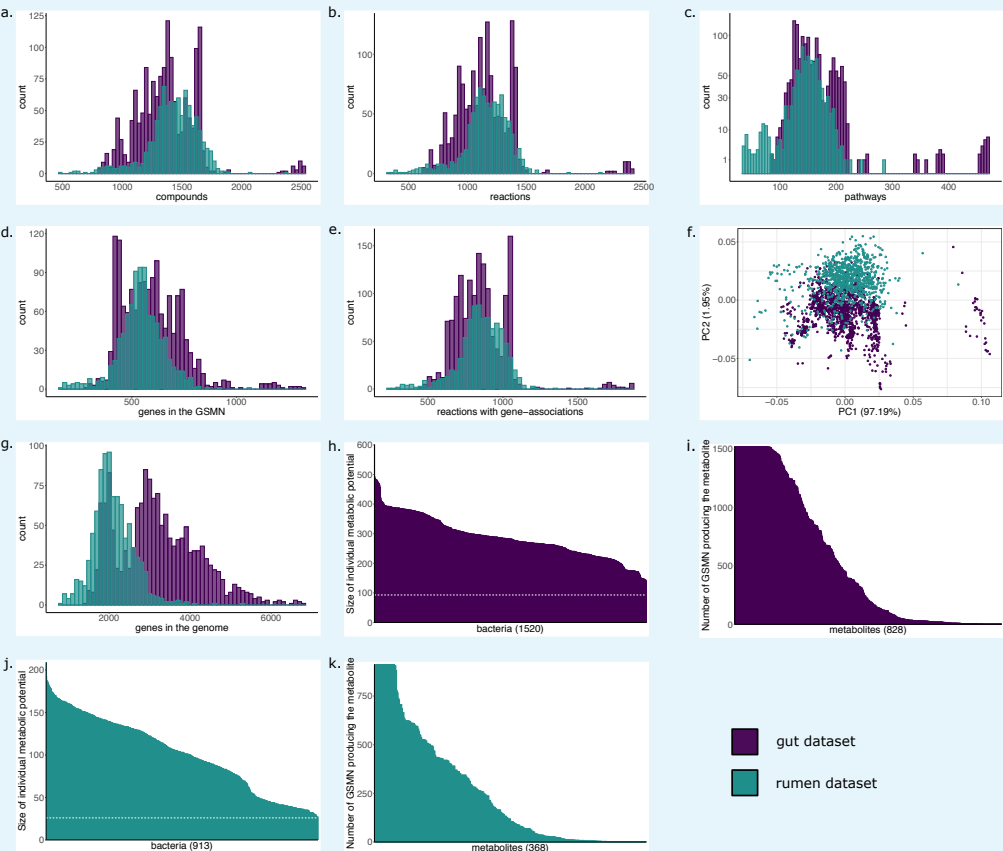 a.
125
100
75
50
25
0
count
500
1000
1500
2000
2500
compounds
b.
100
50
0
count
500
1000
1500
2000
2500
reactions
c.
100
50
30
10
1
count
100
200
300
400
pathways
d.
120
90
60
30
0
count
500
1000
genes in the GSMN
e.
150
100
50
0
count
500
1000
1500
reactions with gene−associations
f.
0.05
0.00
−0.05
PC2 (1.95%)
−0.05
0.00
0.05
0.10
PC1 (97.19%)
g.
100
75
50
25
0
count
2000
4000
6000
genes in the genome
h.
600
500
400
300
200
100
0
Size of individual metabolic potential
bacteria (1520)
i.
1500
1000
500
0
Number of GSMN producing the metabolite
metabolites (828)
j.
200
150
100
50
0
Size of individual metabolic potential
bacteria (913)
k.
750
500
250
0
Number of GSMN producing the metabolite
metabolites (368)
gut dataset
rumen dataset